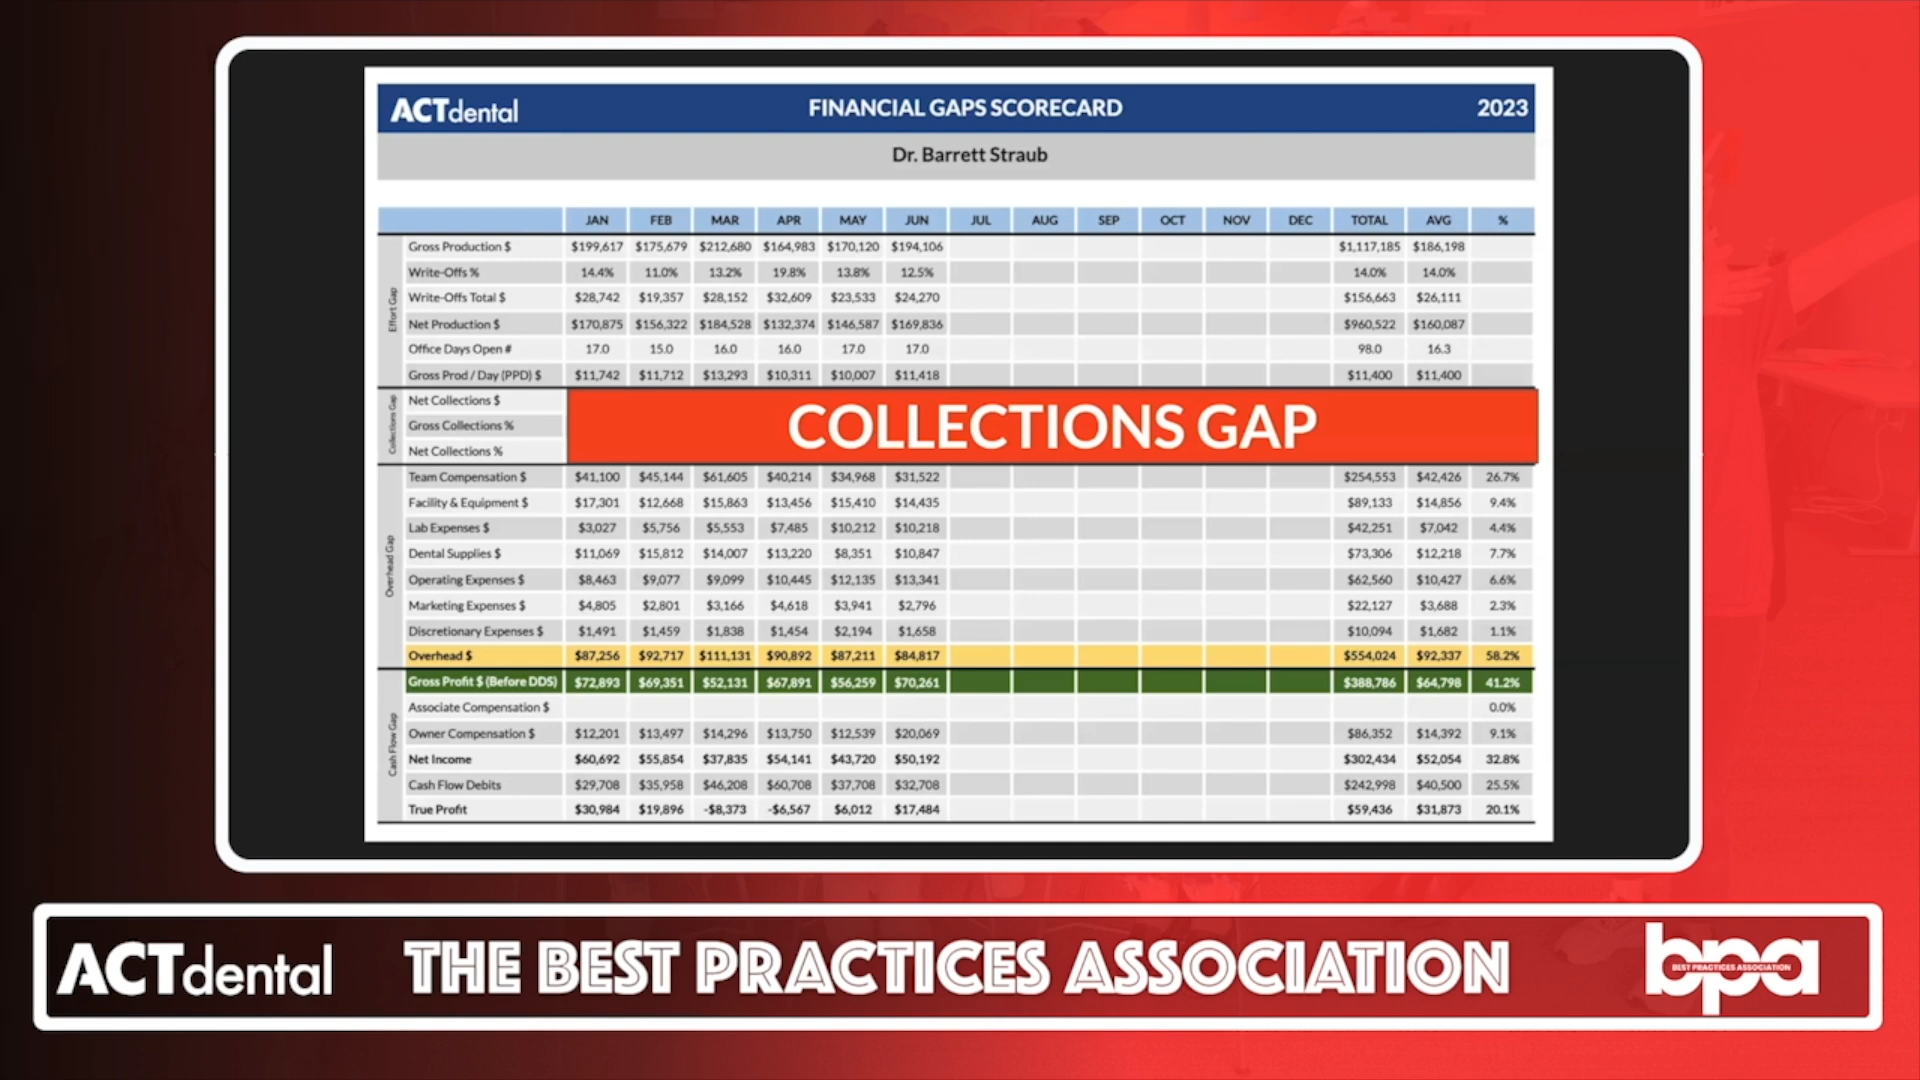 ACTdental FINANCIAL GAPS SCORECARD 2023
Dr. Barrett Straub
JAN FEB MAR APR MAY JUN JUL AUG SEP OCT NOV DEC TOTAL AVG %
Effort Gap
Gross Production $ $199,617 $175,679 $212,680 $164,983 $170,120 $194,106 $1,117,185 $186,198
Write-Offs % 14.4% 11.0% 13.2% 19.8% 13.8% 12.5% 14.0% 14.0%
Write-Offs Total $ $28,742 $19,357 $28,152 $32,609 $23,533 $24,270 $156,663 $26,111
Net Production $ $170,875 $156,322 $184,528 $132,374 $146,587 $169,836 $960,522 $160,087
Office Days Open # 17.0 15.0 16.0 16.0 17.0 17.0 98.0 16.3
Gross Prod / Day (PPD) $ $11,742 $11,712 $13,293 $10,311 $10,007 $11,418 $11,400 $11,400
Collections Gap
Net Collections $
Gross Collections %
Net Collections %
COLLECTIONS GAP
Overhead Gap
Team Compensation $ $41,100 $45,144 $61,605 $40,214 $34,968 $31,522 $254,553 $42,426 26.7%
Facility & Equipment $ $17,301 $12,668 $15,863 $13,456 $15,410 $14,435 $89,133 $14,856 9.4%
Lab Expenses $ $3,027 $5,756 $5,553 $7,485 $10,212 $10,218 $42,251 $7,042 4.4%
Dental Supplies $ $11,069 $15,812 $14,007 $13,220 $8,351 $10,847 $73,306 $12,218 7.7%
Operating Expenses $ $8,463 $9,077 $9,099 $10,445 $12,135 $13,341 $62,560 $10,427 6.6%
Marketing Expenses $ $4,805 $2,801 $3,166 $4,618 $3,941 $2,796 $22,127 $3,688 2.3%
Discretionary Expenses $ $1,491 $1,459 $1,838 $1,454 $2,194 $1,658 $10,094 $1,682 1.1%
Overhead $ $87,256 $92,717 $111,131 $90,892 $87,211 $84,817 $554,024 $92,337 58.2%
Cash Flow Gap
Gross Profit $ (Before DDS) $72,893 $69,351 $52,131 $67,891 $56,259 $70,261 $388,786 $64,798 41.2%
Associate Compensation $ 0.0%
Owner Compensation $ $12,201 $13,497 $14,296 $13,750 $12,539 $20,069 $86,352 $14,392 9.1%
Net Income $60,692 $55,854 $37,835 $54,141 $43,720 $50,192 $302,434 $52,054 32.8%
Cash Flow Debits $29,708 $35,958 $46,208 $60,708 $37,708 $32,708 $242,998 $40,500 25.5%
True Profit $30,984 $19,896 -$8,373 -$6,567 $6,012 $17,484 $59,436 $31,873 20.1%
ACTdental THE BEST PRACTICES ASSOCIATION bpa
BEST PRACTICES ASSOCIATION